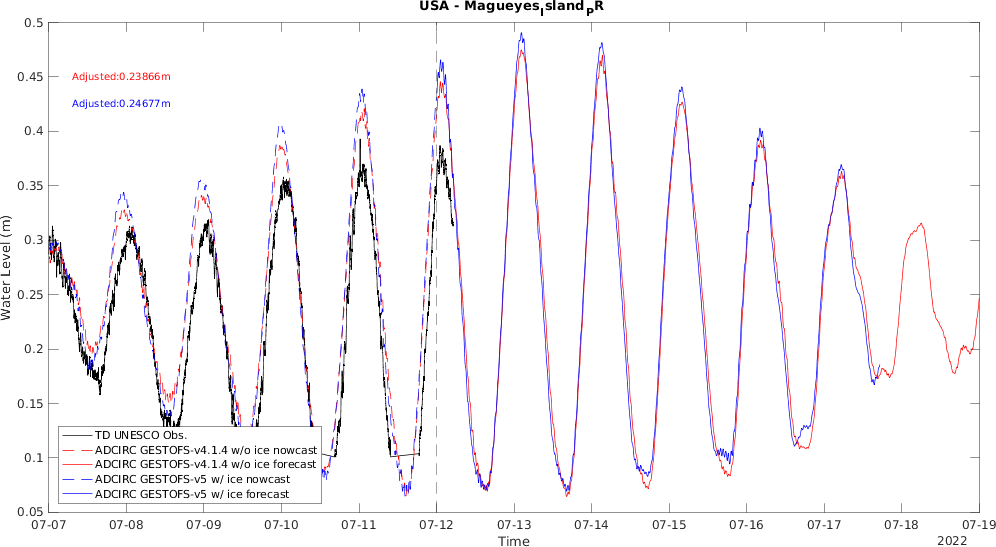 USA - Magueyes_Island_PR
0.5
0.45
0.4
0.35
0.3
0.25
0.2
0.15
0.1
0.05
Water Level (m)
Adjusted:0.23866m
Adjusted:0.24677m
TD UNESCO Obs.
ADCIRC GESTOFS-v4.1.4 w/o ice nowcast
ADCIRC GESTOFS-v4.1.4 w/o ice forecast
ADCIRC GESTOFS-v5 w/ ice nowcast
ADCIRC GESTOFS-v5 w/ ice forecast
07-07 07-08 07-09 07-10 07-11 07-12 07-13 07-14 07-15 07-16 07-17 07-18 07-19
Time
2022